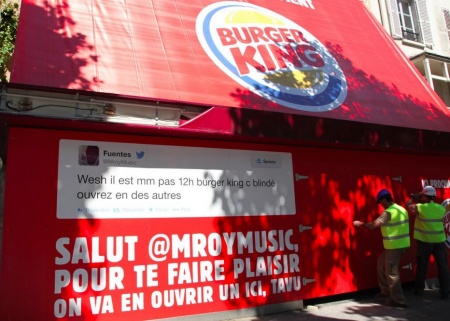 BURGER
KING
Fuentes
@MroyMusic
Wesh il est mm pas 12h burger king c blindé
ouvrez en des autres
SALUT @MROYMUSIC,
POUR TE FAIRE PLAISIR
ON VA EN OUVRIR UN ICI, TAVU